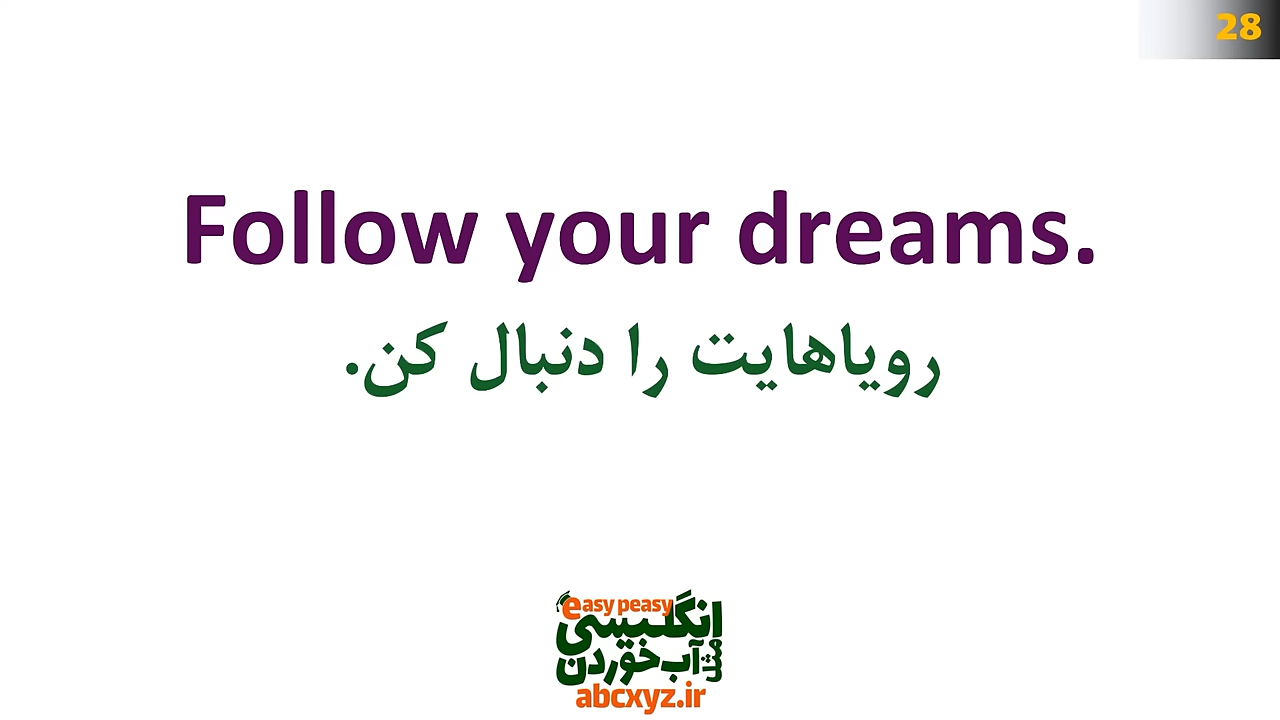 28
Follow your dreams.
رویاهایت را دنبال کن.
easy peasy
انگلیسی
مثل آب خوردن
abcxyz.ir